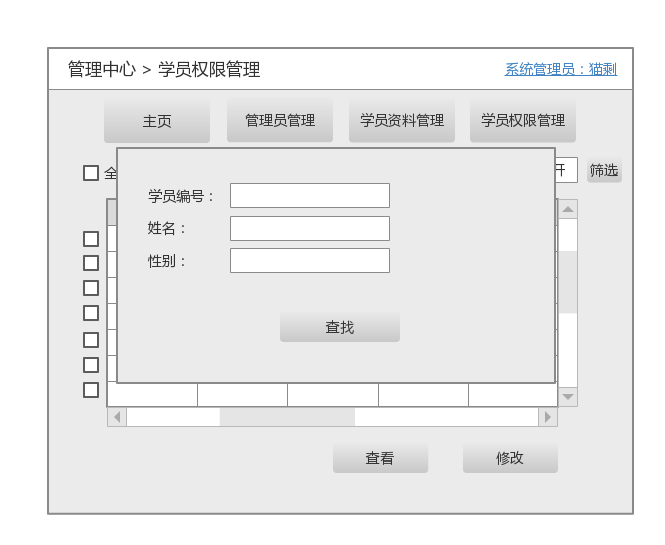 管理中心 > 学员权限管理
系统管理员：猫剩
主页
管理员管理
学员资料管理
学员权限管理
全
开
筛选
学员编号：
姓名：
性别：
查找
查看
修改